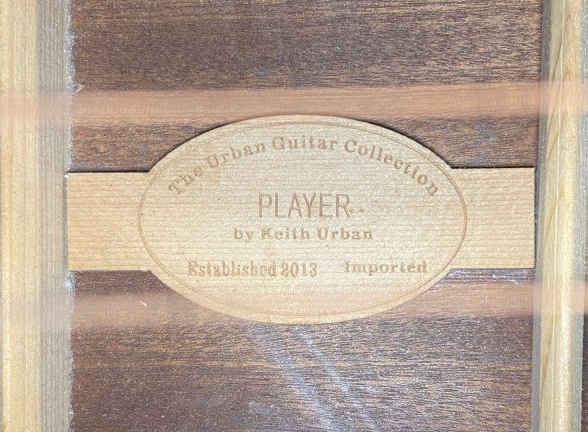 The Urban Guitar Collection
PLAYER
by Keith Urban
Established 2013 Imported